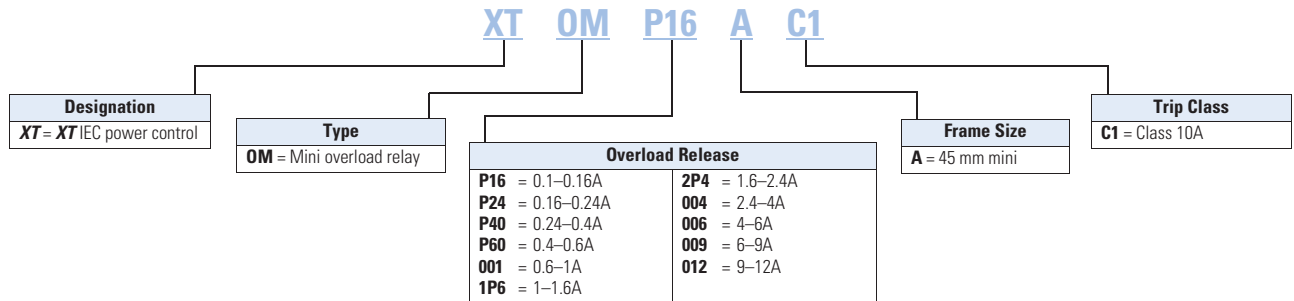 XT OM P16 A C1
Designation
XT = XT IEC power control
Type
OM = Mini overload relay
Overload Release
P16 = 0.1–0.16A
P24 = 0.16–0.24A
P40 = 0.24–0.4A
P60 = 0.4–0.6A
001 = 0.6–1A
1P6 = 1–1.6A
2P4 = 1.6–2.4A
004 = 2.4–4A
006 = 4–6A
009 = 6–9A
012 = 9–12A
Frame Size
A = 45 mm mini
Trip Class
C1 = Class 10A